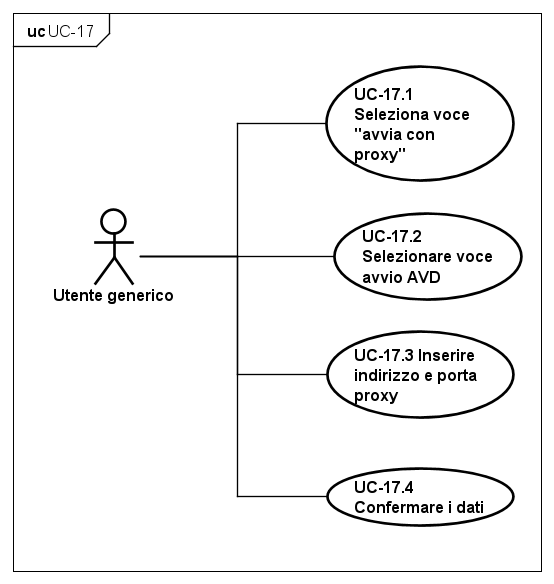 uc UC-17
UC-17.1
Seleziona voce
"avvia con
proxy"
UC-17.2
Selezionare voce
avvio AVD
Utente generico
UC-17.3 Inserire
indirizzo e porta
proxy
UC-17.4
Confermare i dati